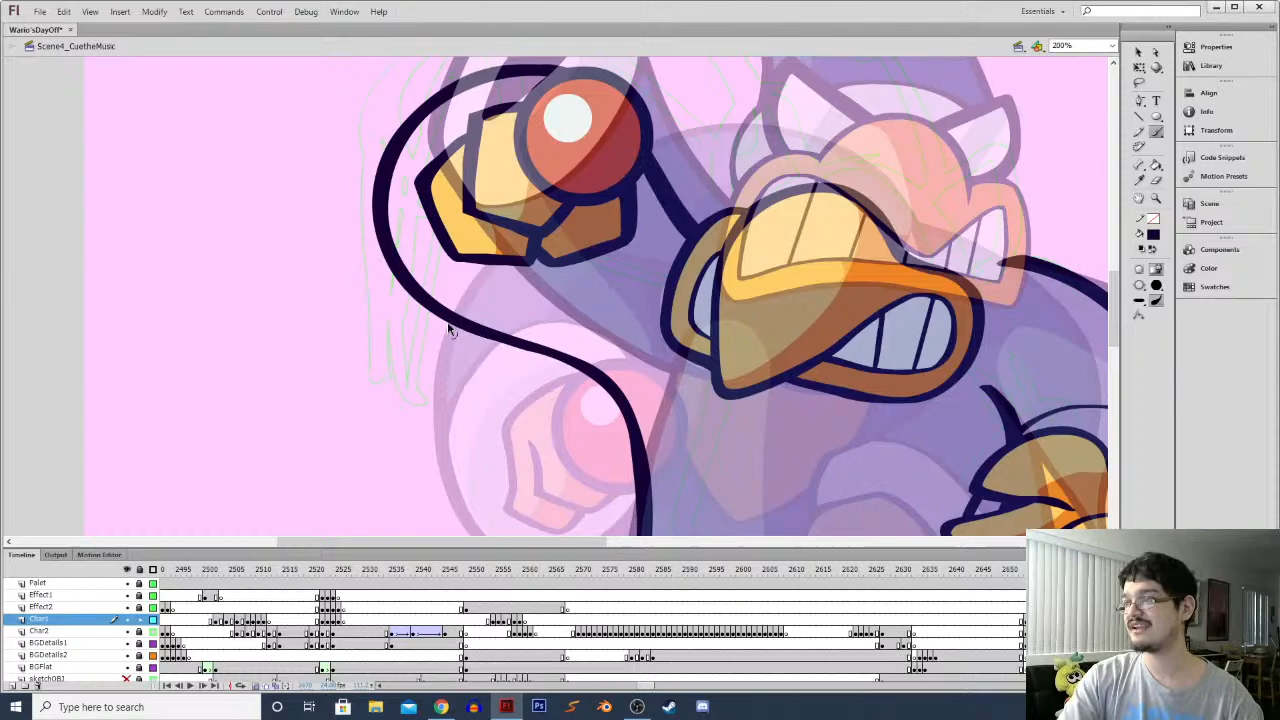 Fl File Edit View Insert Modify Text Commands Control Debug Window Help Essentials
Wario'sDayOff* ×
Scene4_CuetheMusic 200%
Properties
Library
Align
Info
Transform
Code Snippets
Motion Presets
Scene
Project
Components
Color
Swatches
Timeline Output Motion Editor
2495 2500 2505 2510 2515 2520 2525 2530 2535 2540 2545 2550 2555 2560 2565 2570 2575 2580 2585 2590 2595 2600 2605 2610 2615 2620 2625 2630 2635 2640 2645 2650
Palet
Effect1
Effect2
Char1
Char2
BGDetails1
BGDetails2
BGFlat
sketchOBJ
Type here to search